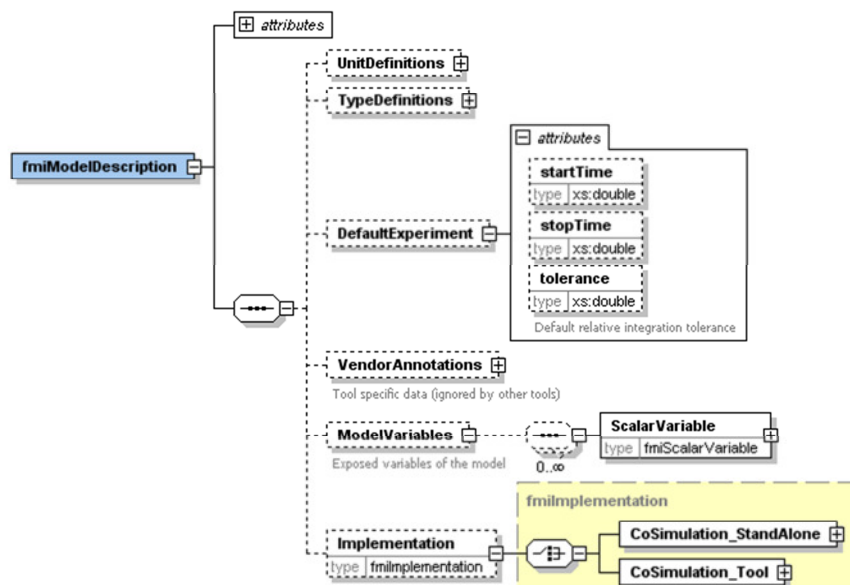 attributes
UnitDefinitions
TypeDefinitions
fmiModelDescription
attributes
startTime
type xs:double
stopTime
type xs:double
DefaultExperiment
tolerance
type xs:double
Default relative integration tolerance
VendorAnnotations
Tool specific data (ignored by other tools)
ModelVariables
Exposed variables of the model
0..∞
ScalarVariable
type fmiScalarVariable
fmiImplementation
Implementation
type fmiImplementation
CoSimulation_StandAlone
CoSimulation_Tool